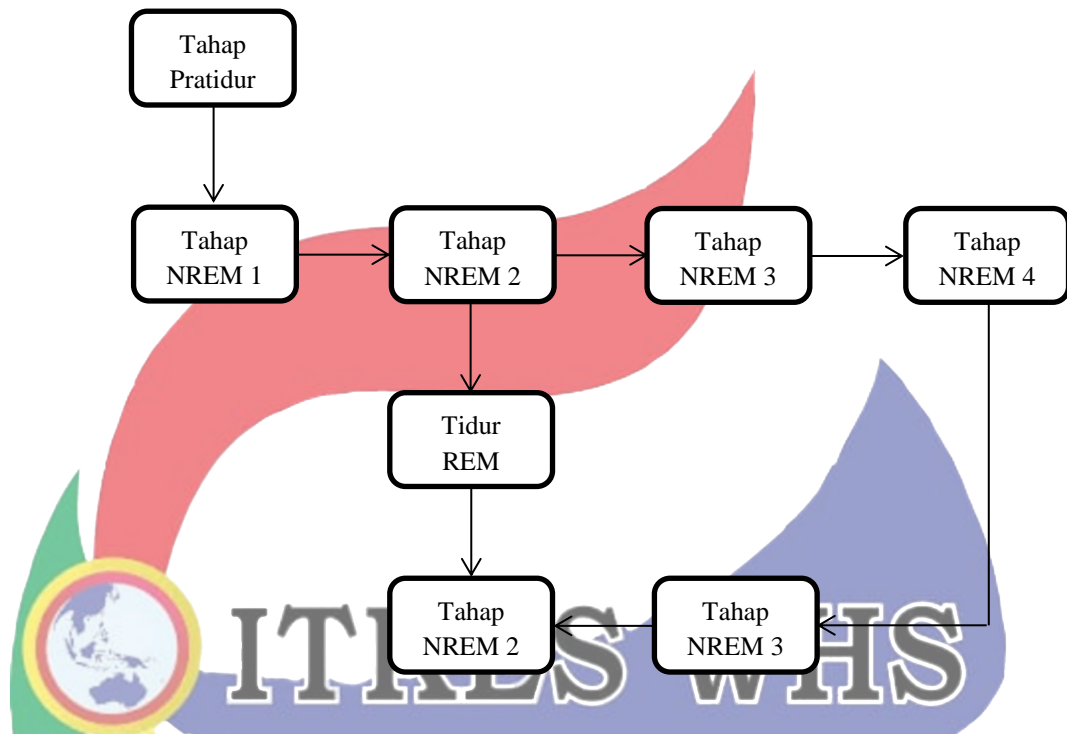 Tahap
Pratidur
Tahap
NREM 1
Tahap
NREM 2
Tahap
NREM 3
Tahap
NREM 4
Tidur
REM
Tahap
NREM 2
Tahap
NREM 3
ITKES WHS